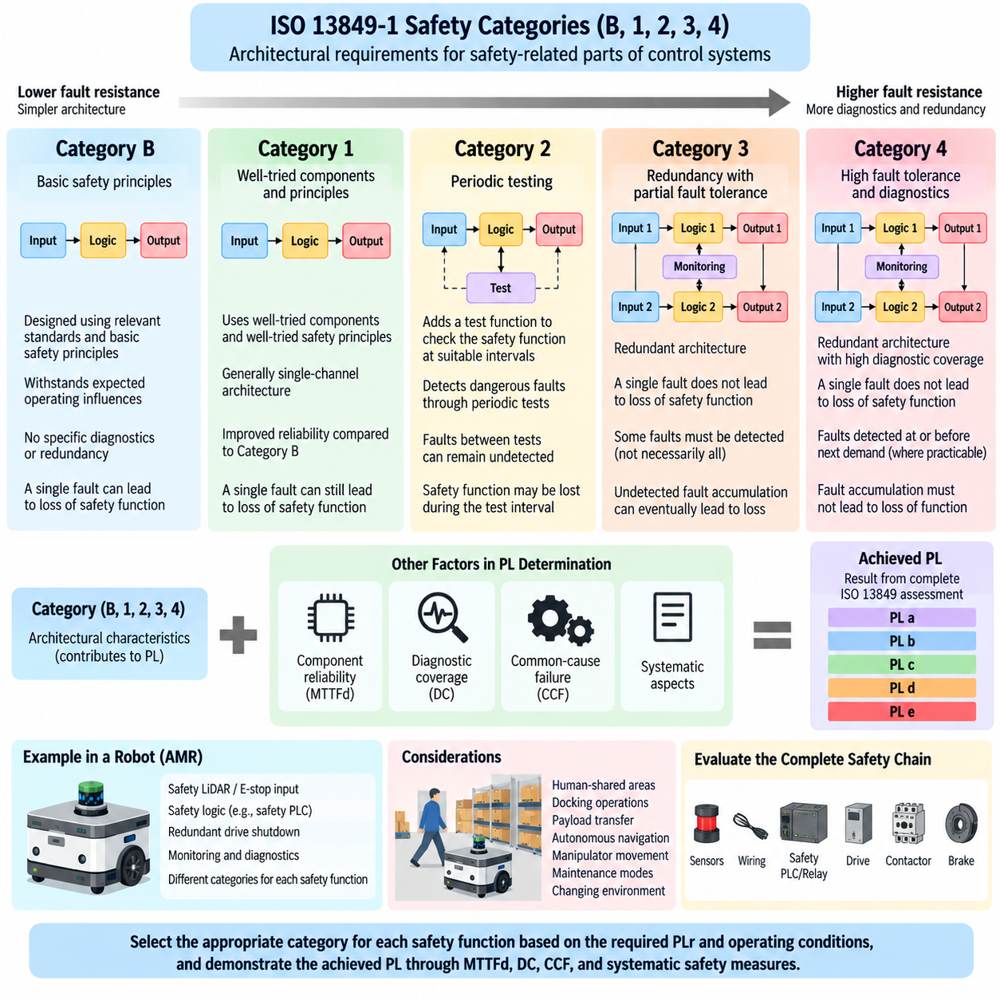 ISO 13849-1 Safety Categories (B, 1, 2, 3, 4)
Architectural requirements for safety-related parts of control systems
Lower fault resistance
Simpler architecture
Higher fault resistance
More diagnostics and redundancy
Category B
Basic safety principles
Input
Logic
Output
Designed using relevant
standards and basic
safety principles
Withstands expected
operating influences
No specific diagnostics
or redundancy
A single fault can lead
to loss of safety function
Category 1
Well-tried components
and principles
Input
Logic
Output
Uses well-tried components
and well-tried safety principles
Generally single-channel
architecture
Improved reliability compared
to Category B
A single fault can still lead
to loss of safety function
Category 2
Periodic testing
Input
Logic
Output
Test
Adds a test function to
check the safety function
at suitable intervals
Detects dangerous faults
through periodic tests
Faults between tests
can remain undetected
Safety function may be lost
during the test interval
Category 3
Redundancy with
partial fault tolerance
Input 1
Logic 1
Output 1
Monitoring
Input 2
Logic 2
Output 2
Redundant architecture
A single fault does not lead
to loss of safety function
Some faults must be detected
(not necessarily all)
Undetected fault accumulation
can eventually lead to loss
Category 4
High fault tolerance
and diagnostics
Input 1
Logic 1
Output 1
Monitoring
Input 2
Logic 2
Output 2
Redundant architecture
with high diagnostic coverage
A single fault does not lead
to loss of safety function
Faults detected at or before
next demand (where practicable)
Fault accumulation must
not lead to loss of function
Category (B, 1, 2, 3, 4)
Architectural characteristics
(contributes to PL)
Other Factors in PL Determination
Component
reliability
(MTTFd)
Diagnostic
coverage
(DC)
Common-cause
failure
(CCF)
Systematic
aspects
Achieved PL
Result from complete
ISO 13849 assessment
PL a
PL b
PL c
PL d
PL e
Example in a Robot (AMR)
Safety LiDAR / E-stop input
Safety logic (e.g., safety PLC)
Redundant drive shutdown
Monitoring and diagnostics
Different categories for each safety function
Considerations
Human-shared areas
Docking operations
Payload transfer
Autonomous navigation
Manipulator movement
Maintenance modes
Changing environment
Evaluate the Complete Safety Chain
Sensors
Wiring
Safety
PLC/Relay
Drive
Contactor
Brake
Select the appropriate category for each safety function based on the required PLr and operating conditions,
and demonstrate the achieved PL through MTTFd, DC, CCF, and systematic safety measures.